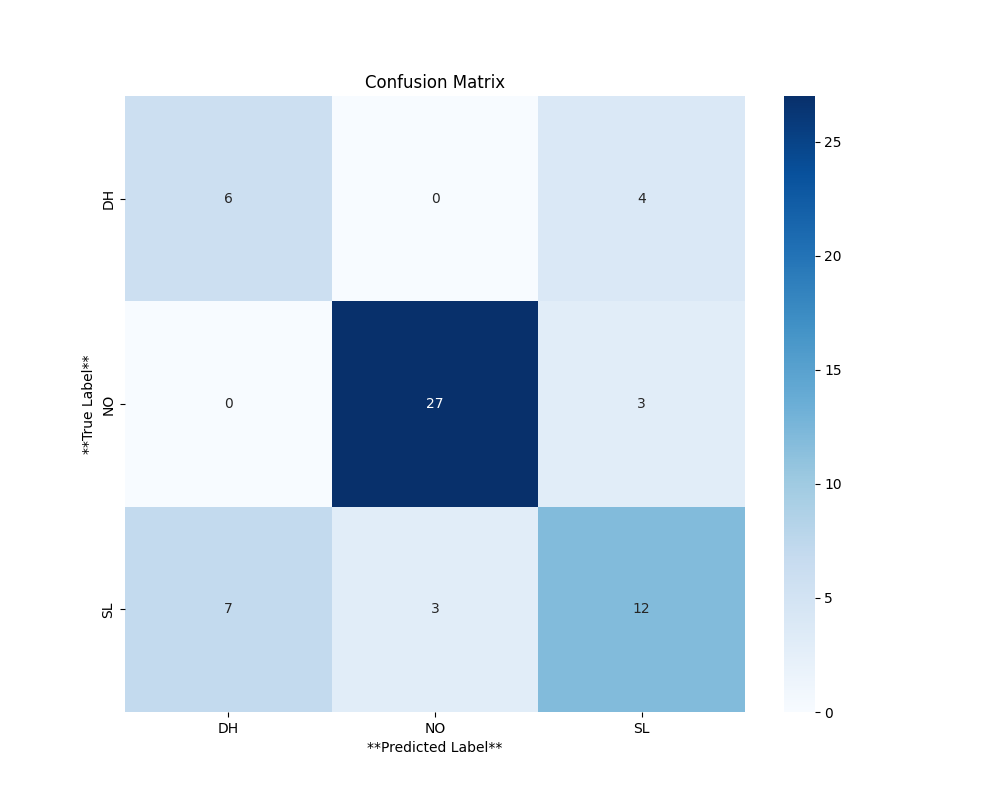 Confusion Matrix
DH
6
0
4
NO
0
27
3
SL
7
3
12
**True Label**
DH
NO
SL
**Predicted Label**
25
20
15
10
5
0